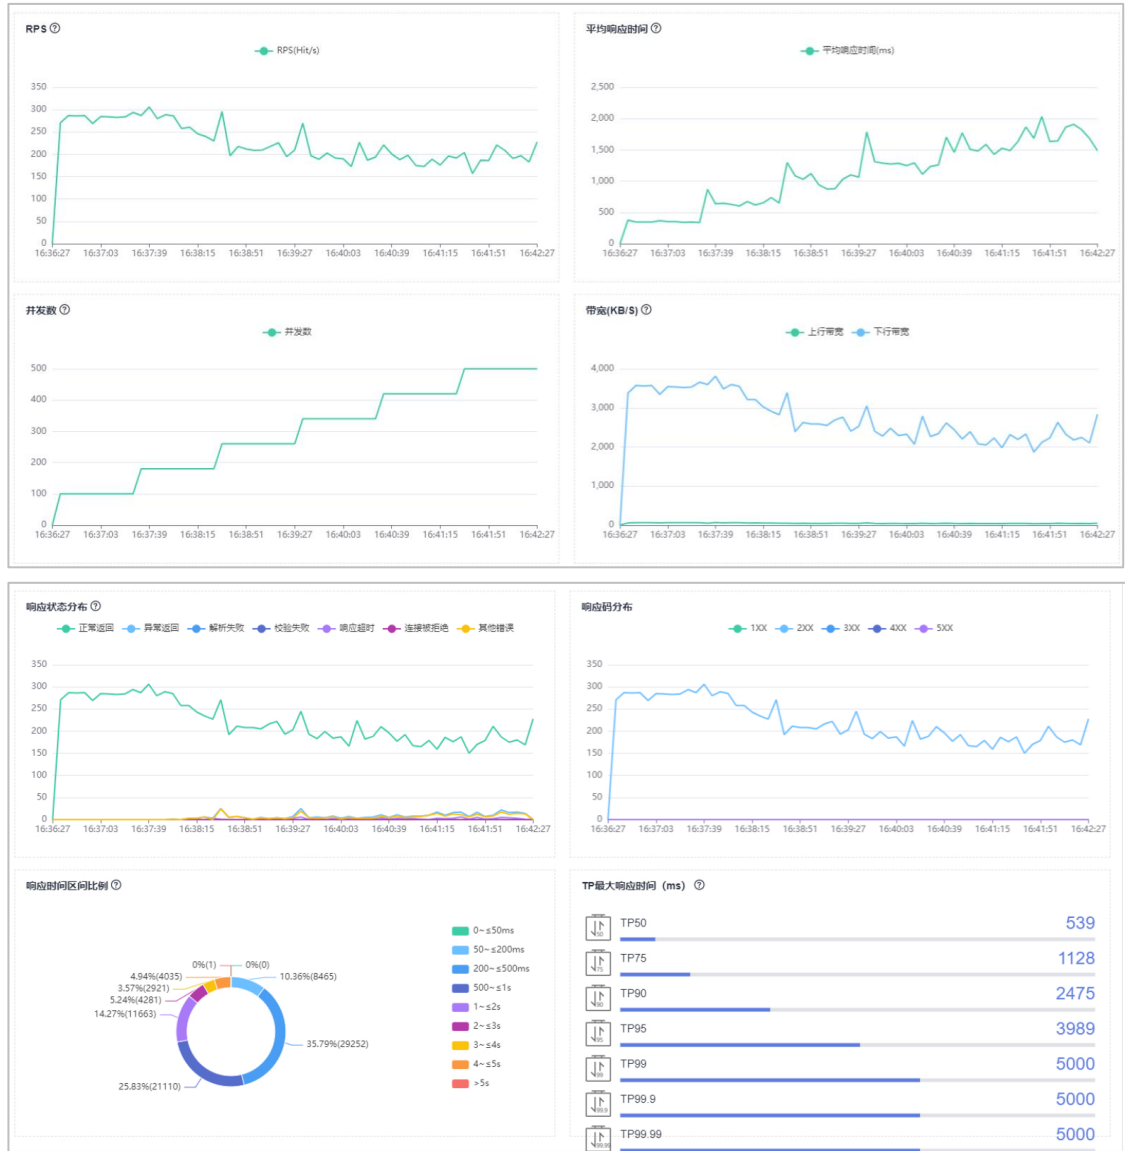 RPS ?
RPS(Hit/s)
350
300
250
200
150
100
50
0
16:36:27 16:37:03 16:37:39 16:38:15 16:38:51 16:39:27 16:40:03 16:40:39 16:41:15 16:41:51 16:42:27
平均响应时间 ?
平均响应时间(ms)
2,500
2,000
1,500
1,000
500
0
16:36:27 16:37:03 16:37:39 16:38:15 16:38:51 16:39:27 16:40:03 16:40:39 16:41:15 16:41:51 16:42:27
并发数 ?
并发数
500
400
300
200
100
0
16:36:27 16:37:03 16:37:39 16:38:15 16:38:51 16:39:27 16:40:03 16:40:39 16:41:15 16:41:51 16:42:27
带宽(KB/S) ?
上行带宽 下行带宽
4,000
3,000
2,000
1,000
0
16:36:27 16:37:03 16:37:39 16:38:15 16:38:51 16:39:27 16:40:03 16:40:39 16:41:15 16:41:51 16:42:27
响应状态分布 ?
正常返回 异常返回 解析失败 校验失败 响应超时 连接被拒绝 其他错误
350
300
250
200
150
100
50
0
16:36:27 16:37:03 16:37:39 16:38:15 16:38:51 16:39:27 16:40:03 16:40:39 16:41:15 16:41:51 16:42:27
响应码分布
1XX 2XX 3XX 4XX 5XX
350
300
250
200
150
100
50
0
16:36:27 16:37:03 16:37:39 16:38:15 16:38:51 16:39:27 16:40:03 16:40:39 16:41:15 16:41:51 16:42:27
响应时间区间比例 ?
0%(1) 0%(0)
4.94%(4035) 10.36%(8465)
3.57%(2921)
5.24%(4281)
14.27%(11663)
35.79%(29252)
25.83%(21110)
0~≤50ms
50~≤200ms
200~≤500ms
500~≤1s
1~≤2s
2~≤3s
3~≤4s
4~≤5s
>5s
TP最大响应时间（ms） ?
50 TP50 539
75 TP75 1128
90 TP90 2475
95 TP95 3989
99 TP99 5000
99.9 TP99.9 5000
99.99 TP99.99 5000